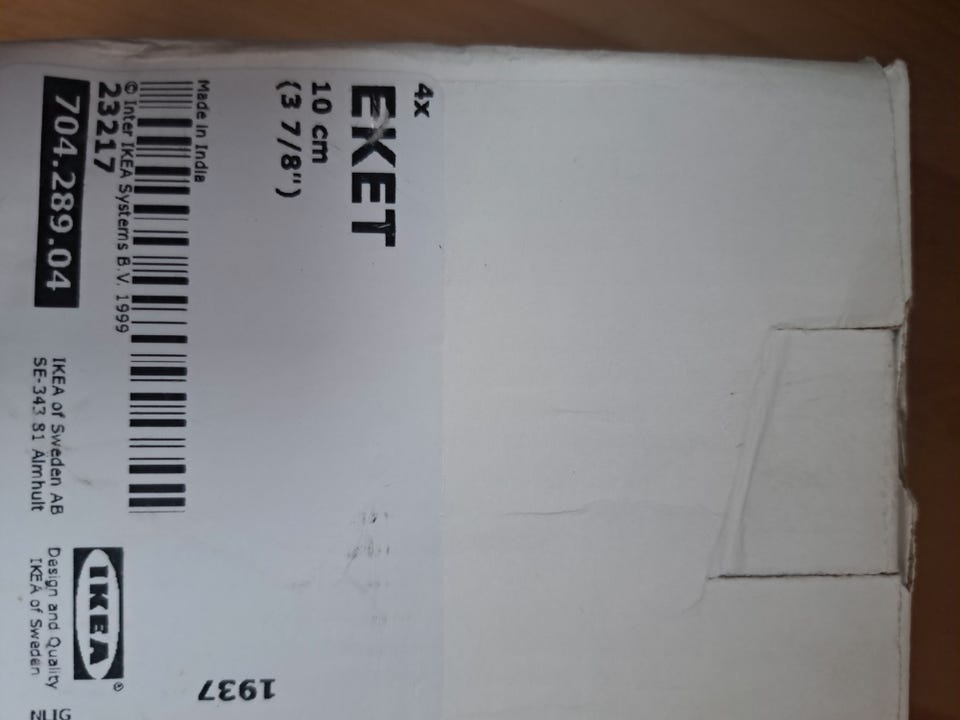 4x
EKET
10 cm
(3 7/8")
Made in India
© Inter IKEA Systems B.V. 1999
23217
704.289.04
IKEA of Sweden AB
SE-343 81 Älmhult
1937
IKEA®
Design and Quality
IKEA of Sweden